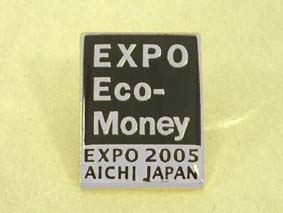 EXPO
Eco-
Money
EXPO 2005
AICHI JAPAN